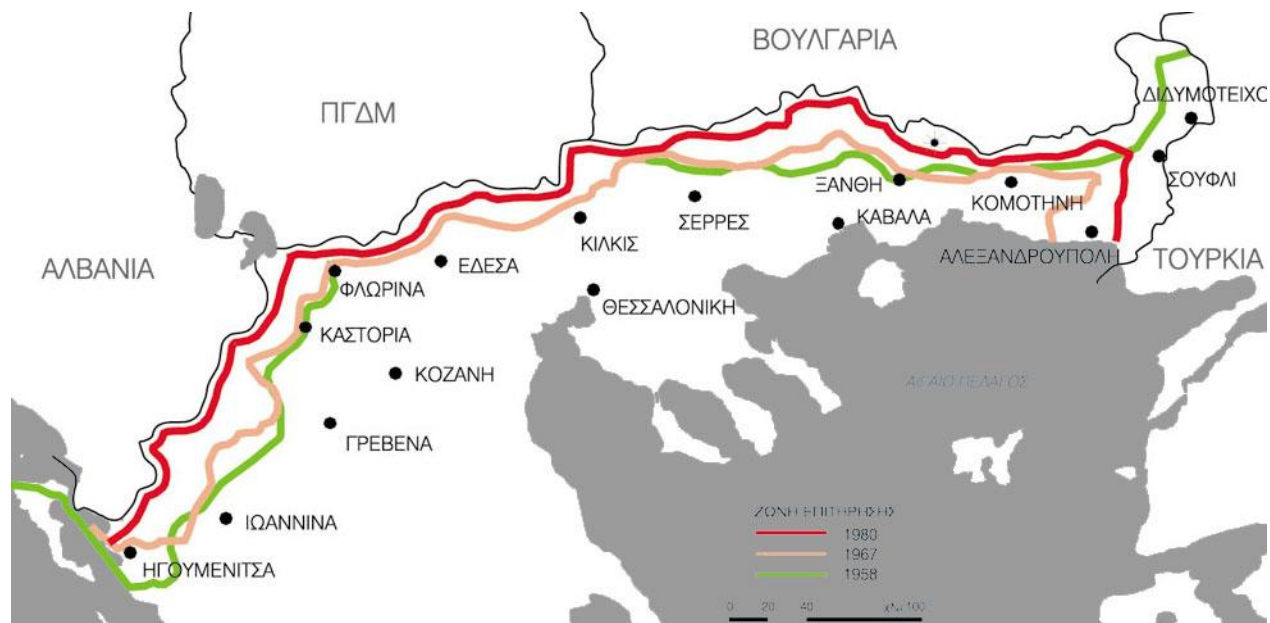 ΒΟΥΛΓΑΡΙΑ
ΠΓΔΜ
ΔΙΔΥΜΟΤΕΙΧΟ
ΣΟΥΦΛΙ
ΞΑΝΘΗ
ΚΟΜΟΤΗΝΗ
ΣΕΡΡΕΣ
ΚΑΒΑΛΑ
ΚΙΛΚΙΣ
ΑΛΕΞΑΝΔΡΟΥΠΟΛΗ
ΤΟΥΡΚΙΑ
ΑΛΒΑΝΙΑ
ΕΔΕΣΑ
ΦΛΩΡΙΝΑ
ΘΕΣΣΑΛΟΝΙΚΗ
ΚΑΣΤΟΡΙΑ
ΚΟΖΑΝΗ
ΑΙΓΑΙΟ ΠΕΛΑΓΟΣ
ΓΡΕΒΕΝΑ
ΙΩΑΝΝΙΝΑ
ΗΓΟΥΜΕΝΙΤΣΑ
ΖΩΝΗ ΕΠΙΤΗΡΗΣΗΣ
1980
1967
1958
0 20 40 χλμ 100